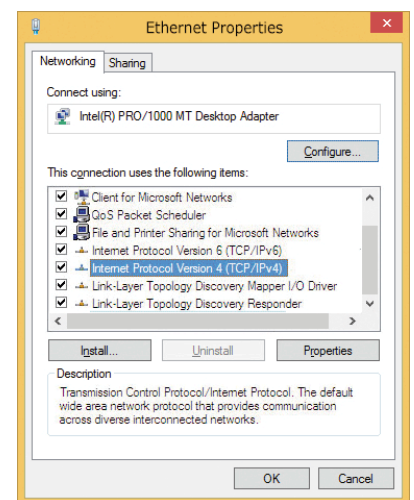 Ethernet Properties
Networking Sharing
Connect using:
Intel(R) PRO/1000 MT Desktop Adapter
Configure...
This connection uses the following items:
Client for Microsoft Networks
QoS Packet Scheduler
File and Printer Sharing for Microsoft Networks
Internet Protocol Version 6 (TCP/IPv6)
Internet Protocol Version 4 (TCP/IPv4)
Link-Layer Topology Discovery Mapper I/O Driver
Link-Layer Topology Discovery Responder
Install... Uninstall Properties
Description
Transmission Control Protocol/Internet Protocol. The default
wide area network protocol that provides communication
across diverse interconnected networks.
OK Cancel